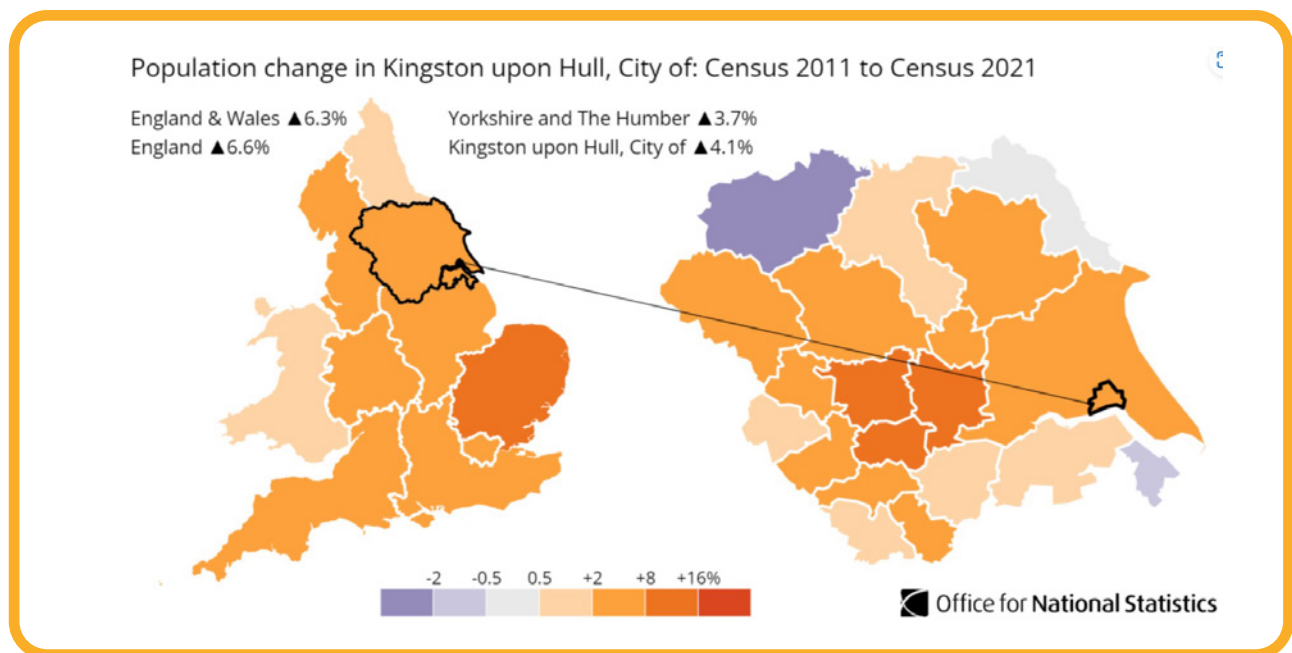 Population change in Kingston upon Hull, City of: Census 2011 to Census 2021
England & Wales ▲6.3%
England ▲6.6%
Yorkshire and The Humber ▲3.7%
Kingston upon Hull, City of ▲4.1%
-2 -0.5 0.5 +2 +8 +16%
Office for National Statistics